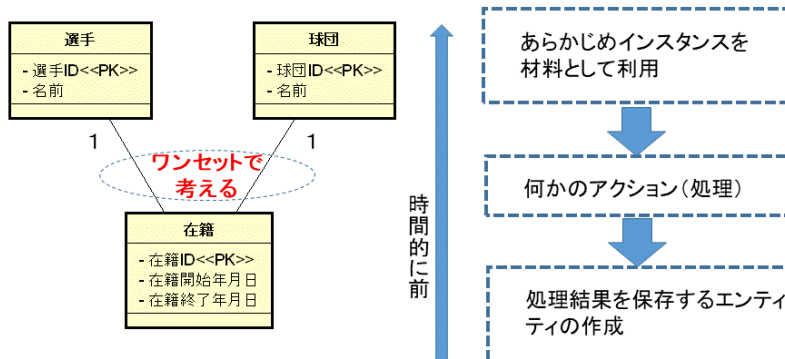 選手
- 選手ID<<PK>>
- 名前
球団
- 球団ID<<PK>>
- 名前
1
1
ワンセットで
考える
在籍
- 在籍ID<<PK>>
- 在籍開始年月日
- 在籍終了年月日
時間的に前
あらかじめインスタンスを
材料として利用
何かのアクション（処理）
処理結果を保存するエンティ
ティの作成